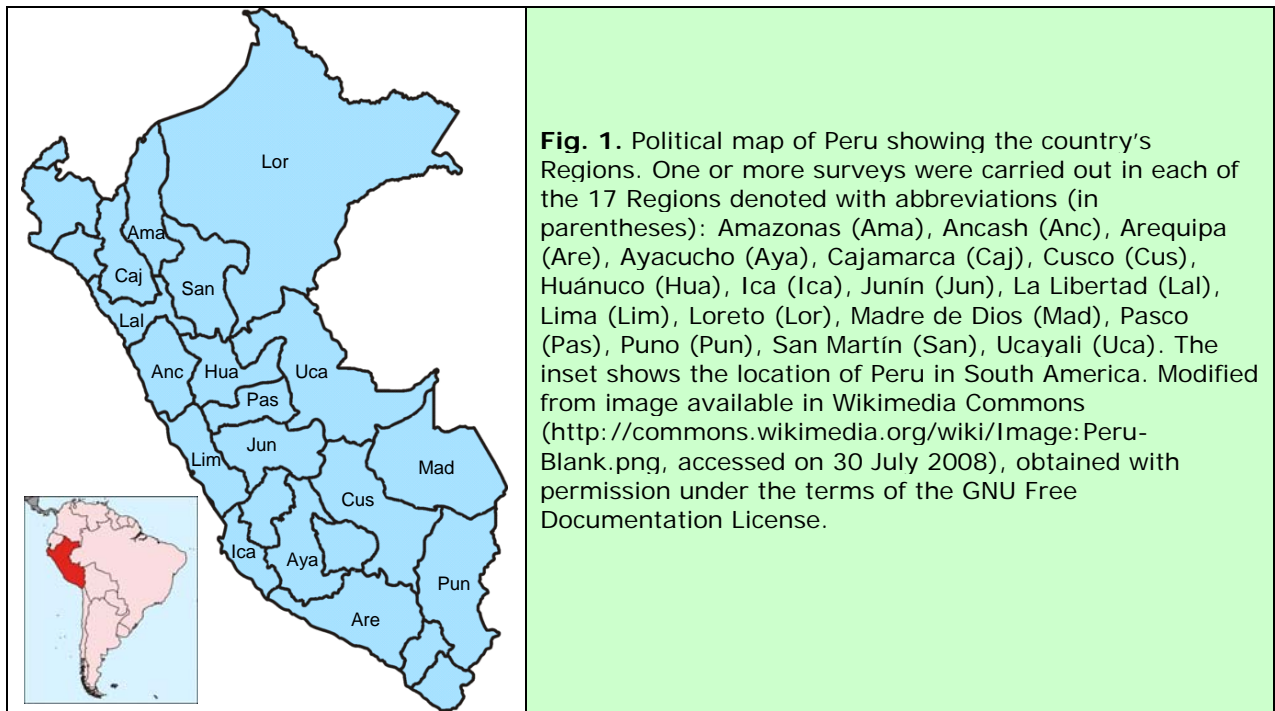 Lor
Ama
Caj
San
Lal
Anc
Hua
Uca
Pas
Jun
Lim
Mad
Cus
Ica
Aya
Pun
Are
Fig. 1. Political map of Peru showing the country's
Regions. One or more surveys were carried out in each of
the 17 Regions denoted with abbreviations (in
parentheses): Amazonas (Ama), Ancash (Anc), Arequipa
(Are), Ayacucho (Aya), Cajamarca (Caj), Cusco (Cus),
Huánuco (Hua), Ica (Ica), Junín (Jun), La Libertad (Lal),
Lima (Lim), Loreto (Lor), Madre de Dios (Mad), Pasco
(Pas), Puno (Pun), San Martín (San), Ucayali (Uca). The
inset shows the location of Peru in South America. Modified
from image available in Wikimedia Commons
(http://commons.wikimedia.org/wiki/Image:Peru-
Blank.png, accessed on 30 July 2008), obtained with
permission under the terms of the GNU Free
Documentation License.